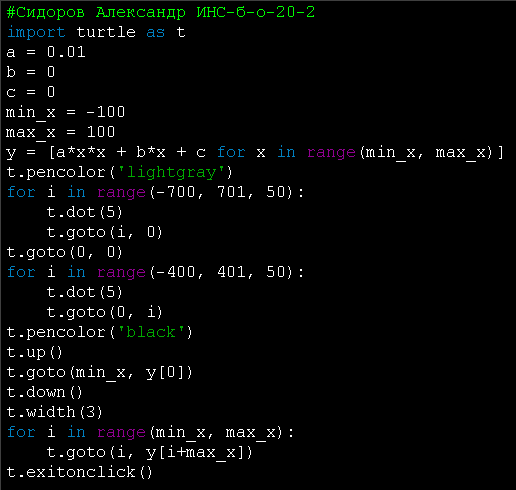 #Сидоров Александр ИНС-б-о-20-2
import turtle as t
a = 0.01
b = 0
c = 0
min_x = -100
max_x = 100
y = [a*x*x + b*x + c for x in range(min_x, max_x)]
t.pencolor('lightgray')
for i in range(-700, 701, 50):
    t.dot(5)
    t.goto(i, 0)
t.goto(0, 0)
for i in range(-400, 401, 50):
    t.dot(5)
    t.goto(0, i)
t.pencolor('black')
t.up()
t.goto(min_x, y[0])
t.down()
t.width(3)
for i in range(min_x, max_x):
    t.goto(i, y[i+max_x])
t.exitonclick()